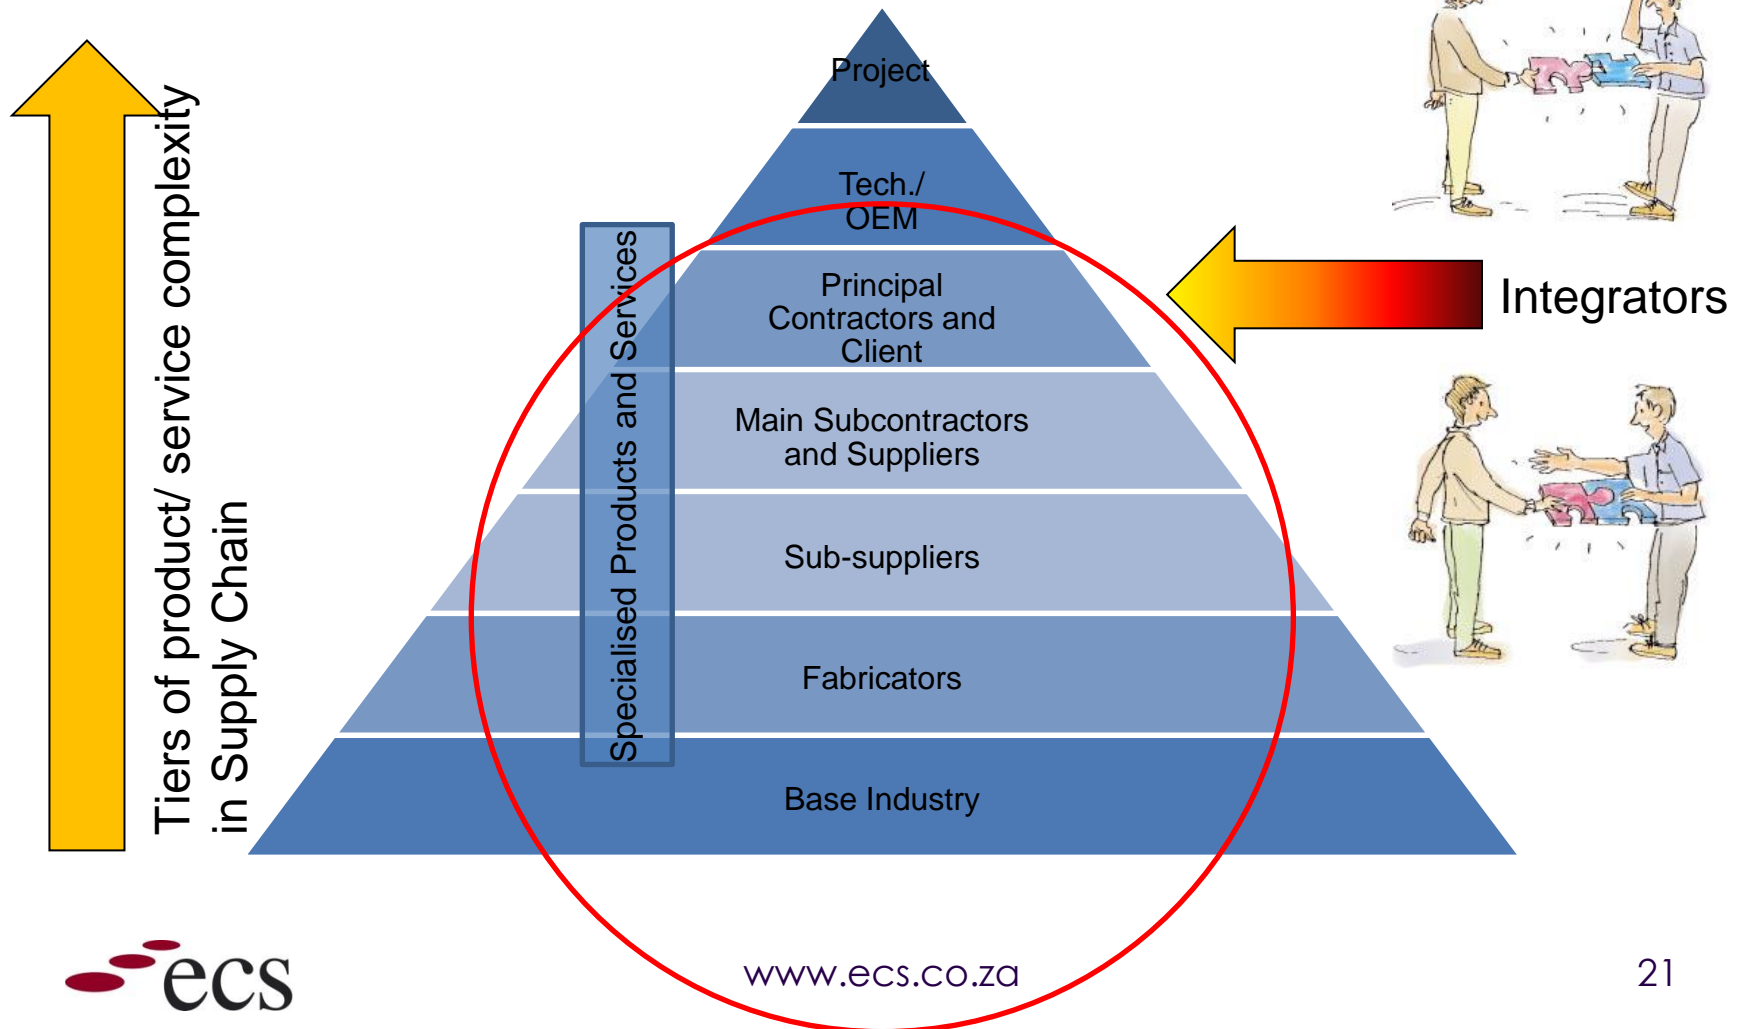 Project
Tech./
OEM
Principal
Contractors and
Client
Main Subcontractors
and Suppliers
Sub-suppliers
Fabricators
Base Industry
Specialised Products and Services
Tiers of product/ service complexity
in Supply Chain
Integrators
ecs
www.ecs.co.za
21